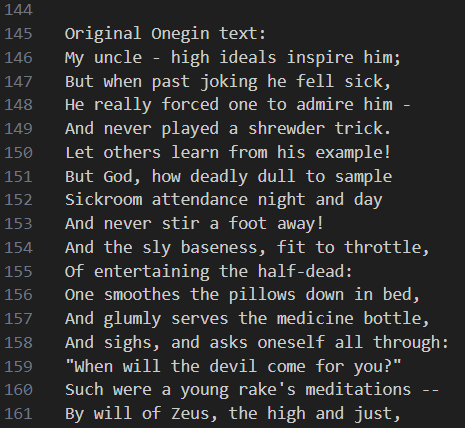 144
145 Original Onegin text:
146 My uncle - high ideals inspire him;
147 But when past joking he fell sick,
148 He really forced one to admire him -
149 And never played a shrewder trick.
150 Let others learn from his example!
151 But God, how deadly dull to sample
152 Sickroom attendance night and day
153 And never stir a foot away!
154 And the sly baseness, fit to throttle,
155 Of entertaining the half-dead:
156 One smoothes the pillows down in bed,
157 And glumly serves the medicine bottle,
158 And sighs, and asks oneself all through:
159 "When will the devil come for you?"
160 Such were a young rake's meditations --
161 By will of Zeus, the high and just,